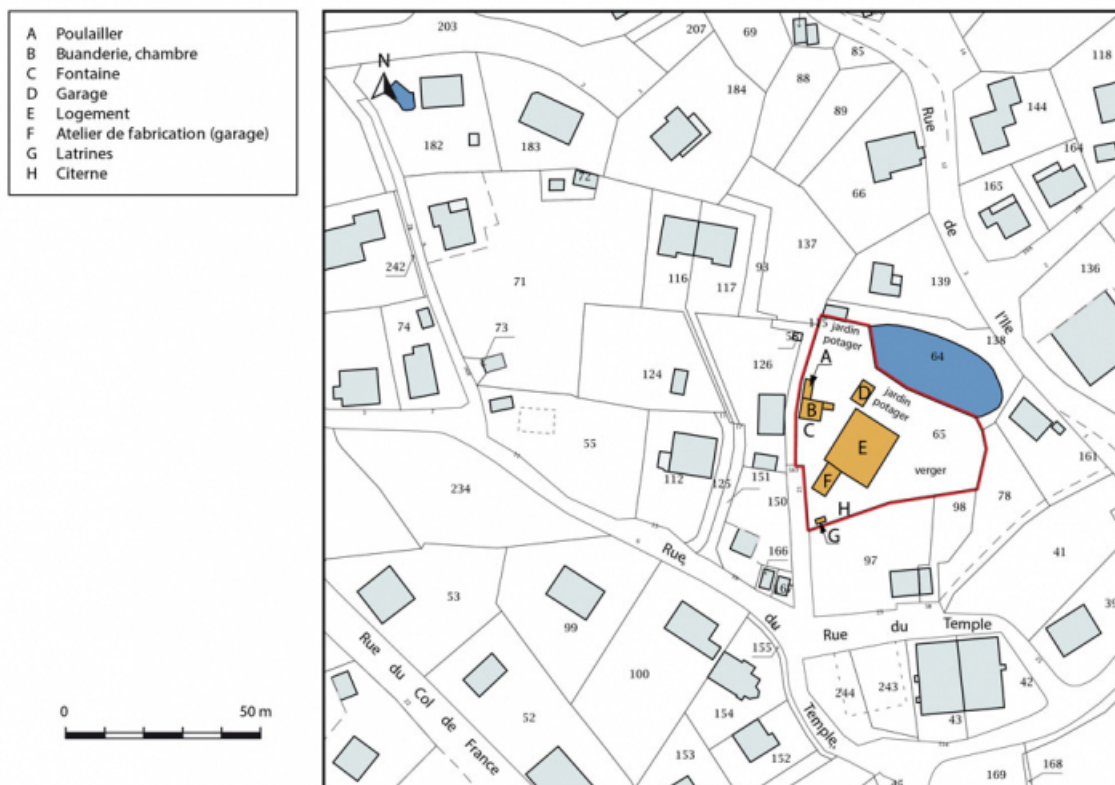 A Poulailler
B Buanderie, chambre
C Fontaine
D Garage
E Logement
F Atelier de fabrication (garage)
G Latrines
H Citerne
0 50 m
N
203
207
69
85
118
184
88
144
89
182
183
164
72
66
165
Rue de l'Ile
242
71
116
117
93
137
139
136
74
73
138
jardin
potager
64
124
126
A
B
C
D
jardin
potager
E
65
verger
F
55
112
125
151
150
161
78
98
H
G
234
166
97
41
39
53
99
Rue du Temple
Rue du Temple
155
100
244
243
42
43
Rue du Col de France
52
154
153
152
169
168